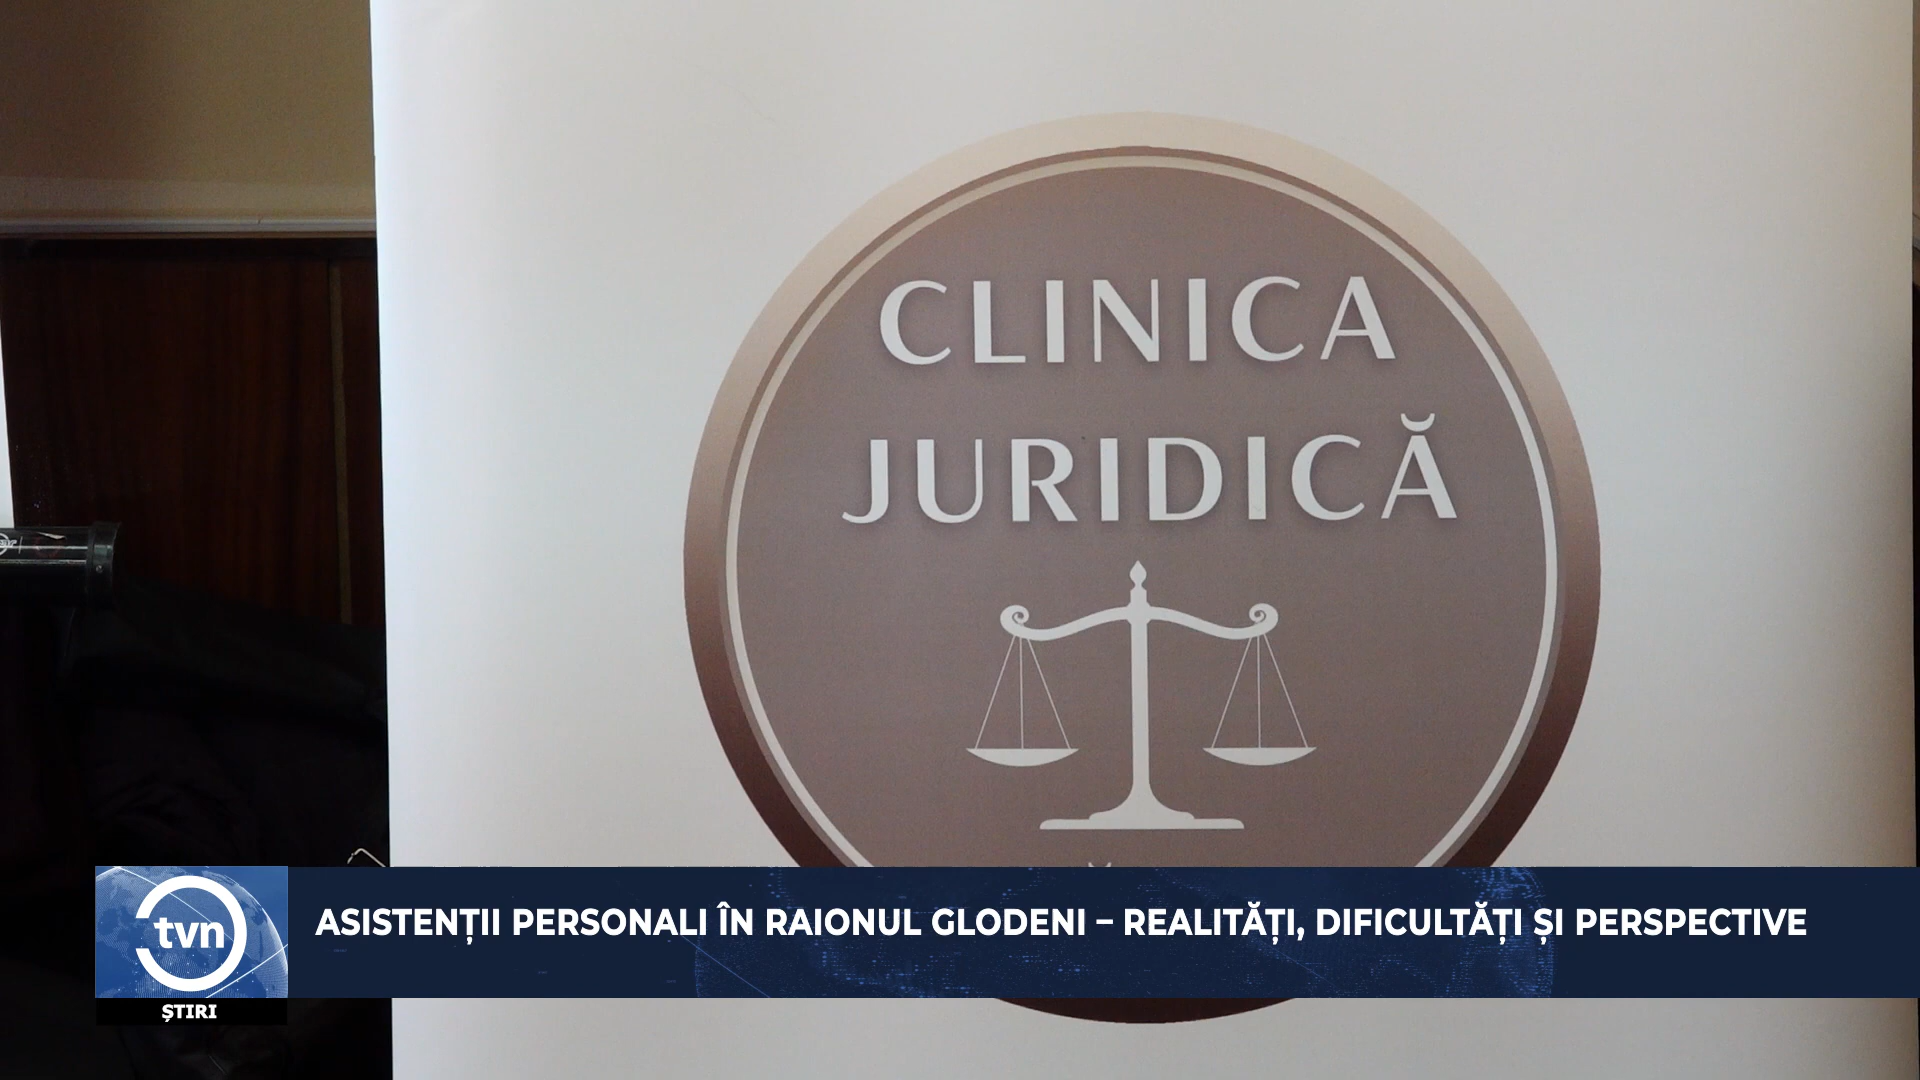 CLINICA
JURIDICĂ
tvn
ASISTENȚII PERSONALI ÎN RAIONUL GLODENI – REALITĂȚI, DIFICULTĂȚI ȘI PERSPECTIVE
ȘTIRI